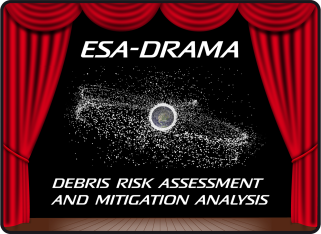 ESA-DRAMA
DEBRIS RISK ASSESSMENT
AND MITIGATION ANALYSIS